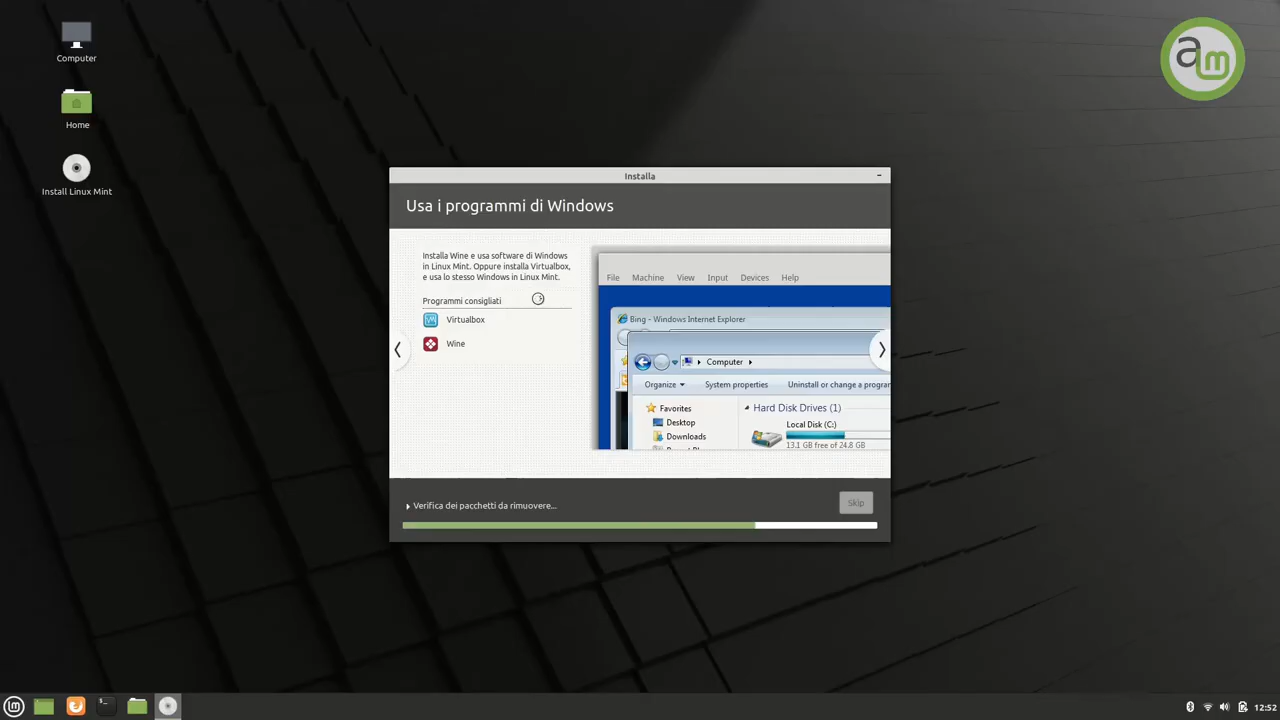 Computer
Home
Install Linux Mint
Installa
Usa i programmi di Windows
Installa Wine e usa software di Windows
in Linux Mint. Oppure installa Virtualbox,
e usa lo stesso Windows in Linux Mint.
Programmi consigliati
Virtualbox
Wine
File Machine View Input Devices Help
Bing - Windows Internet Explorer
Computer
Organize System properties Uninstall or change a program
Favorites
Desktop
Downloads
Hard Disk Drives (1)
Local Disk (C:)
13.1 GB free of 24.8 GB
Verifica dei pacchetti da rimuovere...
Skip
12:52
am